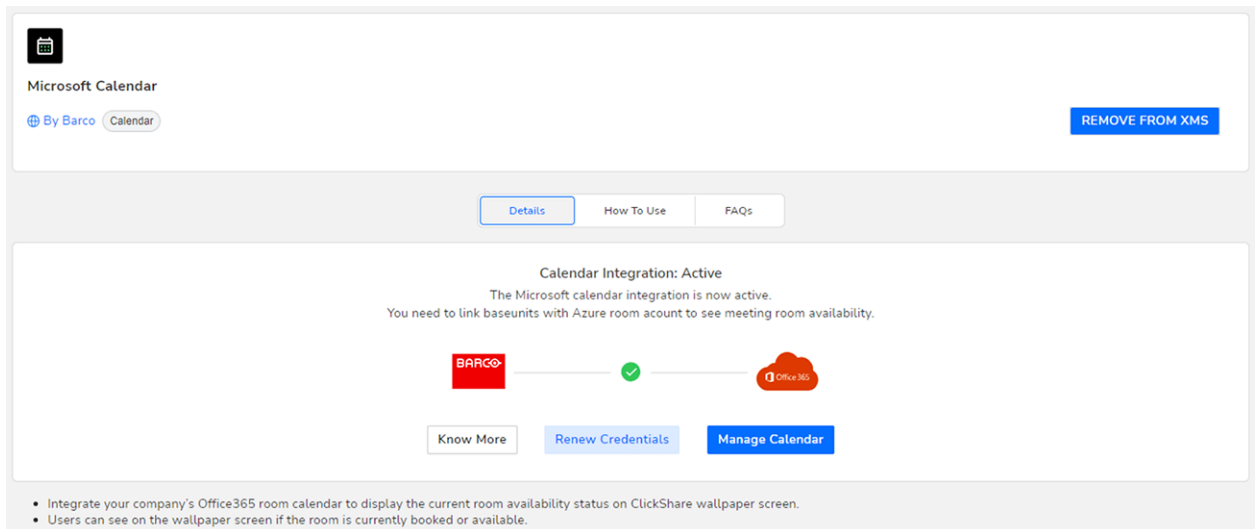 Microsoft Calendar
By Barco Calendar
REMOVE FROM XMS
Details How To Use FAQs
Calendar Integration: Active
The Microsoft calendar integration is now active.
You need to link baseunits with Azure room acount to see meeting room availability.
BARCO
Office 365
Know More Renew Credentials Manage Calendar
• Integrate your company's Office365 room calendar to display the current room availability status on ClickShare wallpaper screen.
• Users can see on the wallpaper screen if the room is currently booked or available.